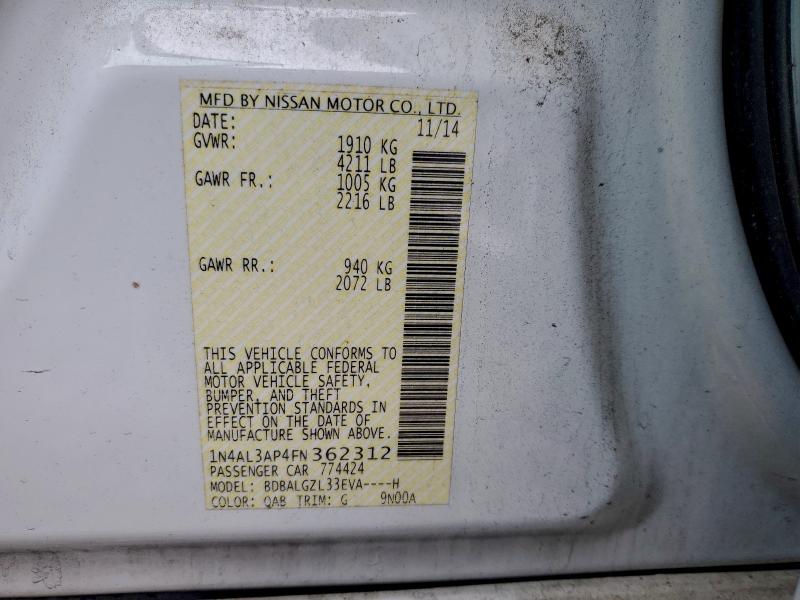 MFD BY NISSAN MOTOR CO., LTD.
DATE: 11/14
GVWR: 1910 KG
4211 LB
GAWR FR.: 1005 KG
2216 LB
GAWR RR.: 940 KG
2072 LB
THIS VEHICLE CONFORMS TO
ALL APPLICABLE FEDERAL
MOTOR VEHICLE SAFETY,
BUMPER, AND THEFT
PREVENTION STANDARDS IN
EFFECT ON THE DATE OF
MANUFACTURE SHOWN ABOVE.
1N4AL3AP4FN362312
PASSENGER CAR 774424
MODEL: BDBALGZL33EVA----H
COLOR: QAB TRIM: G 9N00A